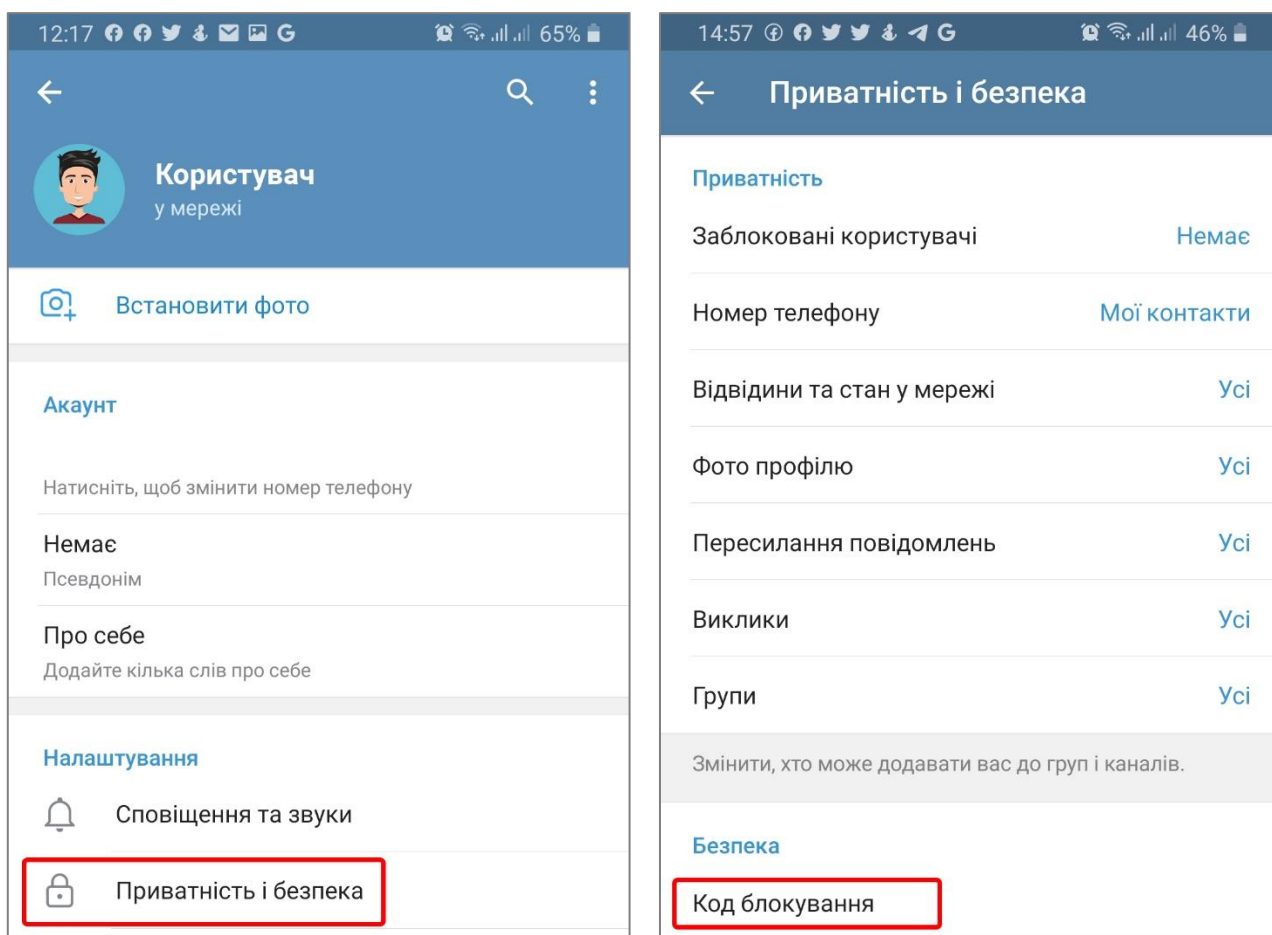 12:17
65%
Користувач
у мережі
Встановити фото
Акаунт
Натисніть, щоб змінити номер телефону
Немає
Псевдонім
Про себе
Додайте кілька слів про себе
Налаштування
Сповіщення та звуки
Приватність і безпека
14:57
46%
Приватність і безпека
Приватність
Заблоковані користувачі Немає
Номер телефону Мої контакти
Відвідини та стан у мережі Усі
Фото профілю Усі
Пересилання повідомлень Усі
Виклики Усі
Групи Усі
Змінити, хто може додавати вас до груп і каналів.
Безпека
Код блокування